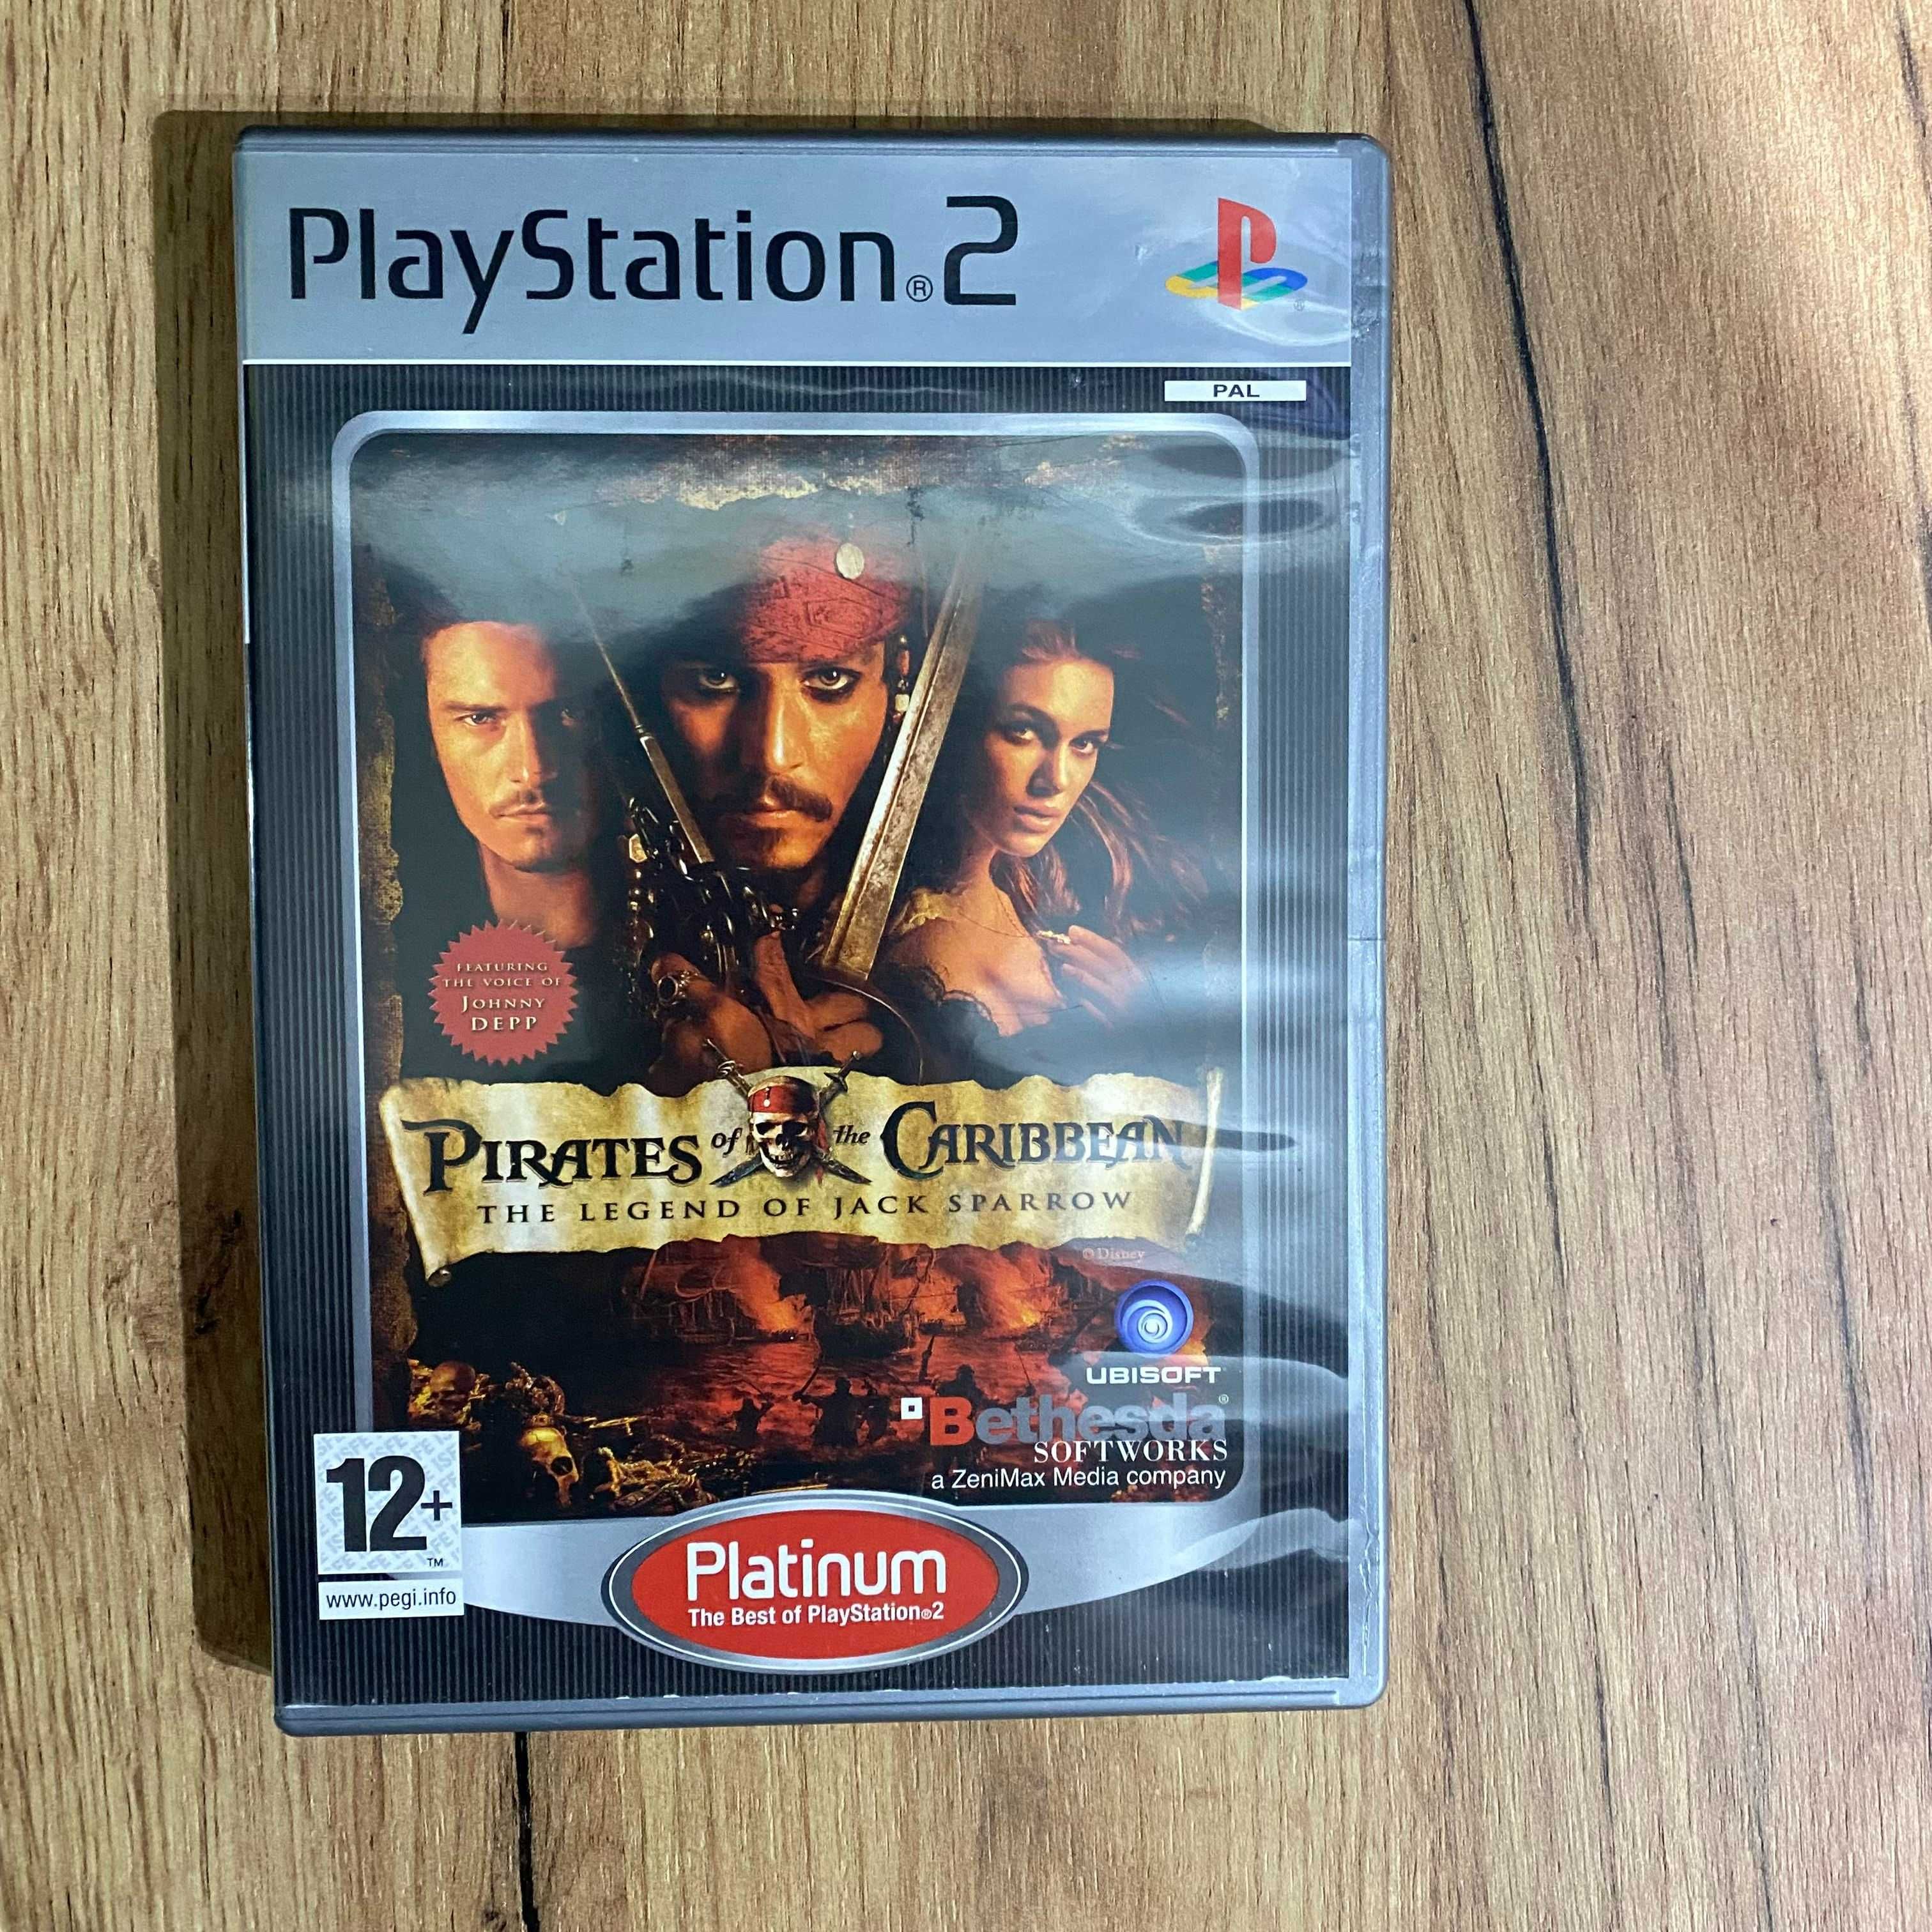 PlayStation®2
PAL
FEATURING
THE VOICE OF
JOHNNY
DEPP
PIRATES of the CARIBBEAN
THE LEGEND OF JACK SPARROW
© Disney
UBISOFT
Bethesda®
SOFTWORKS
a ZeniMax Media company
12+
™
www.pegi.info
Platinum
The Best of PlayStation®2